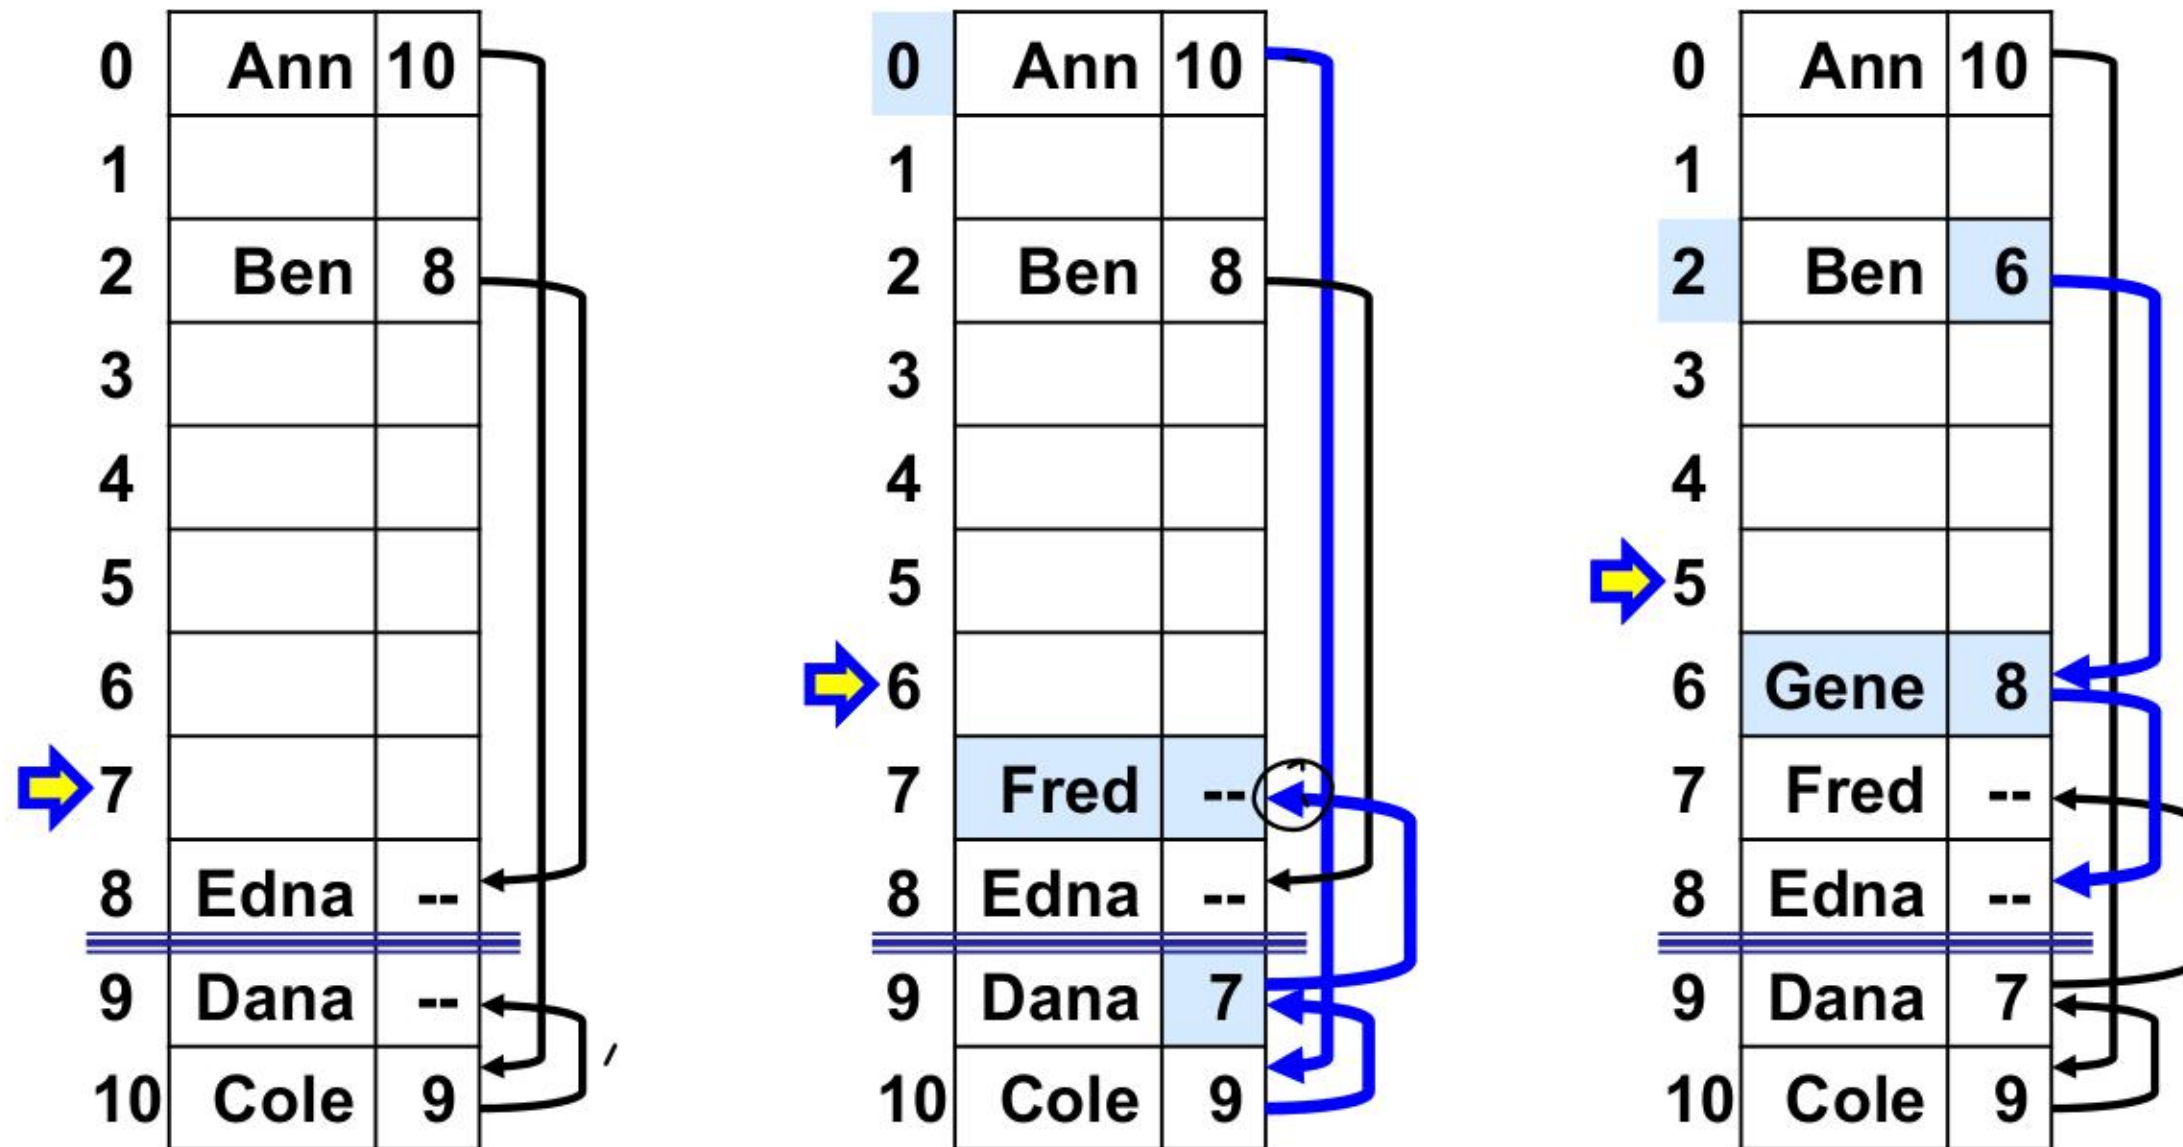 0 Ann 10 0 Ann 10 0 Ann 10
1 1 1
2 Ben 8 2 Ben 8 2 Ben 6
3 3 3
4 4 4
5 5 5
6 6 6 Gene 8
7 7 Fred -- 7 Fred --
8 Edna -- 8 Edna -- 8 Edna --
9 Dana -- 9 Dana 7 9 Dana 7
10 Cole 9 10 Cole 9 10 Cole 9